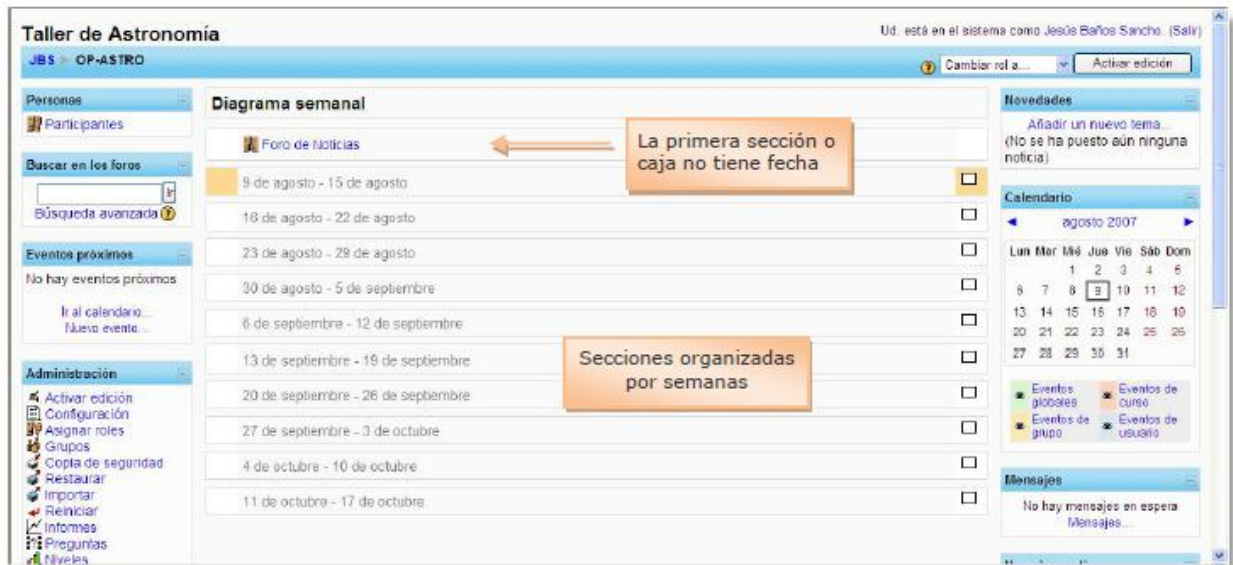 Taller de Astronomía
Ud. está en el sistema como Jesús Baños Sancho. (Salir)
JBS ► OP-ASTRO
Cambiar rol a...
Activar edición
Personas
Participantes
Buscar en los foros
Ir
Búsqueda avanzada
Eventos próximos
No hay eventos próximos
Ir al calendario...
Nuevo evento...
Administración
Activar edición
Configuración
Asignar roles
Grupos
Copia de seguridad
Restaurar
Importar
Reiniciar
Informes
Preguntas
Niveles
Diagrama semanal
Foro de Noticias
La primera sección o
caja no tiene fecha
9 de agosto - 15 de agosto
16 de agosto - 22 de agosto
23 de agosto - 29 de agosto
30 de agosto - 5 de septiembre
6 de septiembre - 12 de septiembre
13 de septiembre - 19 de septiembre
Secciones organizadas
por semanas
20 de septiembre - 26 de septiembre
27 de septiembre - 3 de octubre
4 de octubre - 10 de octubre
11 de octubre - 17 de octubre
Novedades
Añadir un nuevo tema...
(No se ha puesto aún ninguna
noticia)
Calendario
◄ agosto 2007 ►
Lun Mar Mié Jue Vie Sáb Dom
1 2 3 4 5
6 7 8 9 10 11 12
13 14 15 16 17 18 19
20 21 22 23 24 25 26
27 28 29 30 31
Eventos globales
Eventos de curso
Eventos de grupo
Eventos de usuario
Mensajes
No hay mensajes en espera
Mensajes...